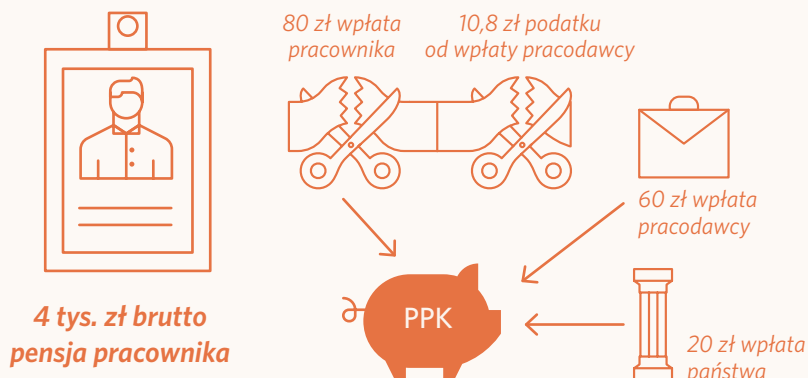 80 zł wpłata
pracownika
10,8 zł podatku
od wpłaty pracodawcy
60 zł wpłata
pracodawcy
4 tys. zł brutto
pensja pracownika
PPK
20 zł wpłata
państwa